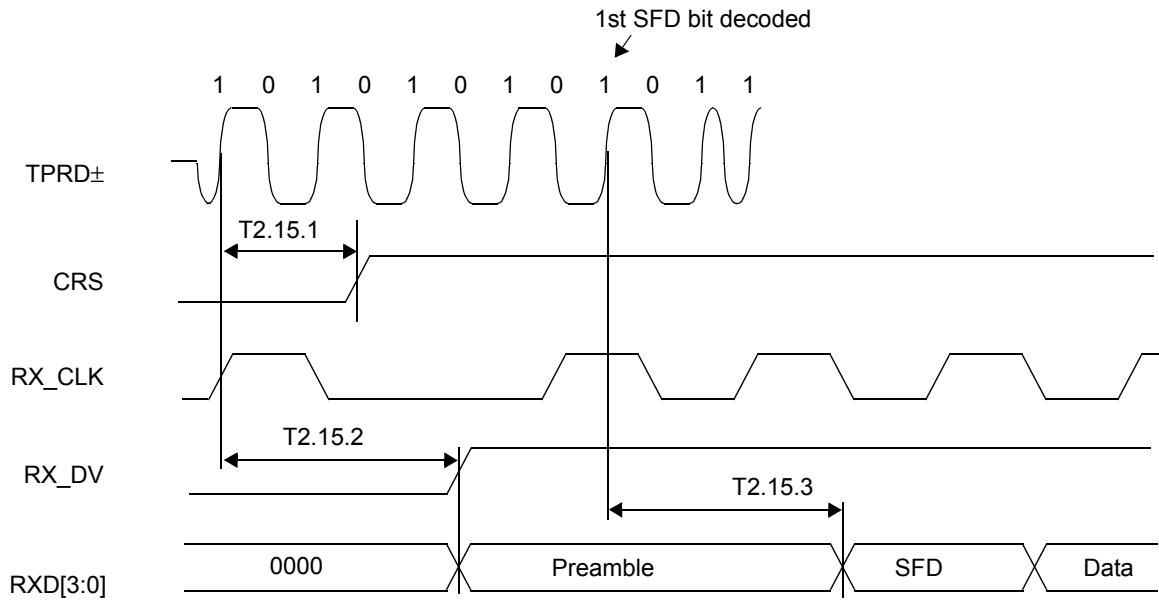 1st SFD bit decoded
1 0 1 0 1 0 1 0 1 0 1 1
TPRD±
T2.15.1
CRS
RX_CLK
T2.15.2
RX_DV
T2.15.3
0000 Preamble SFD Data
RXD[3:0]